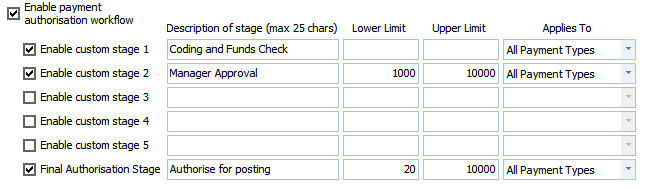 Enable payment
authorisation workflow
Description of stage (max 25 chars) Lower Limit Upper Limit Applies To
Enable custom stage 1 Coding and Funds Check All Payment Types
Enable custom stage 2 Manager Approval 1000 10000 All Payment Types
Enable custom stage 3
Enable custom stage 4
Enable custom stage 5
Final Authorisation Stage Authorise for posting 20 10000 All Payment Types